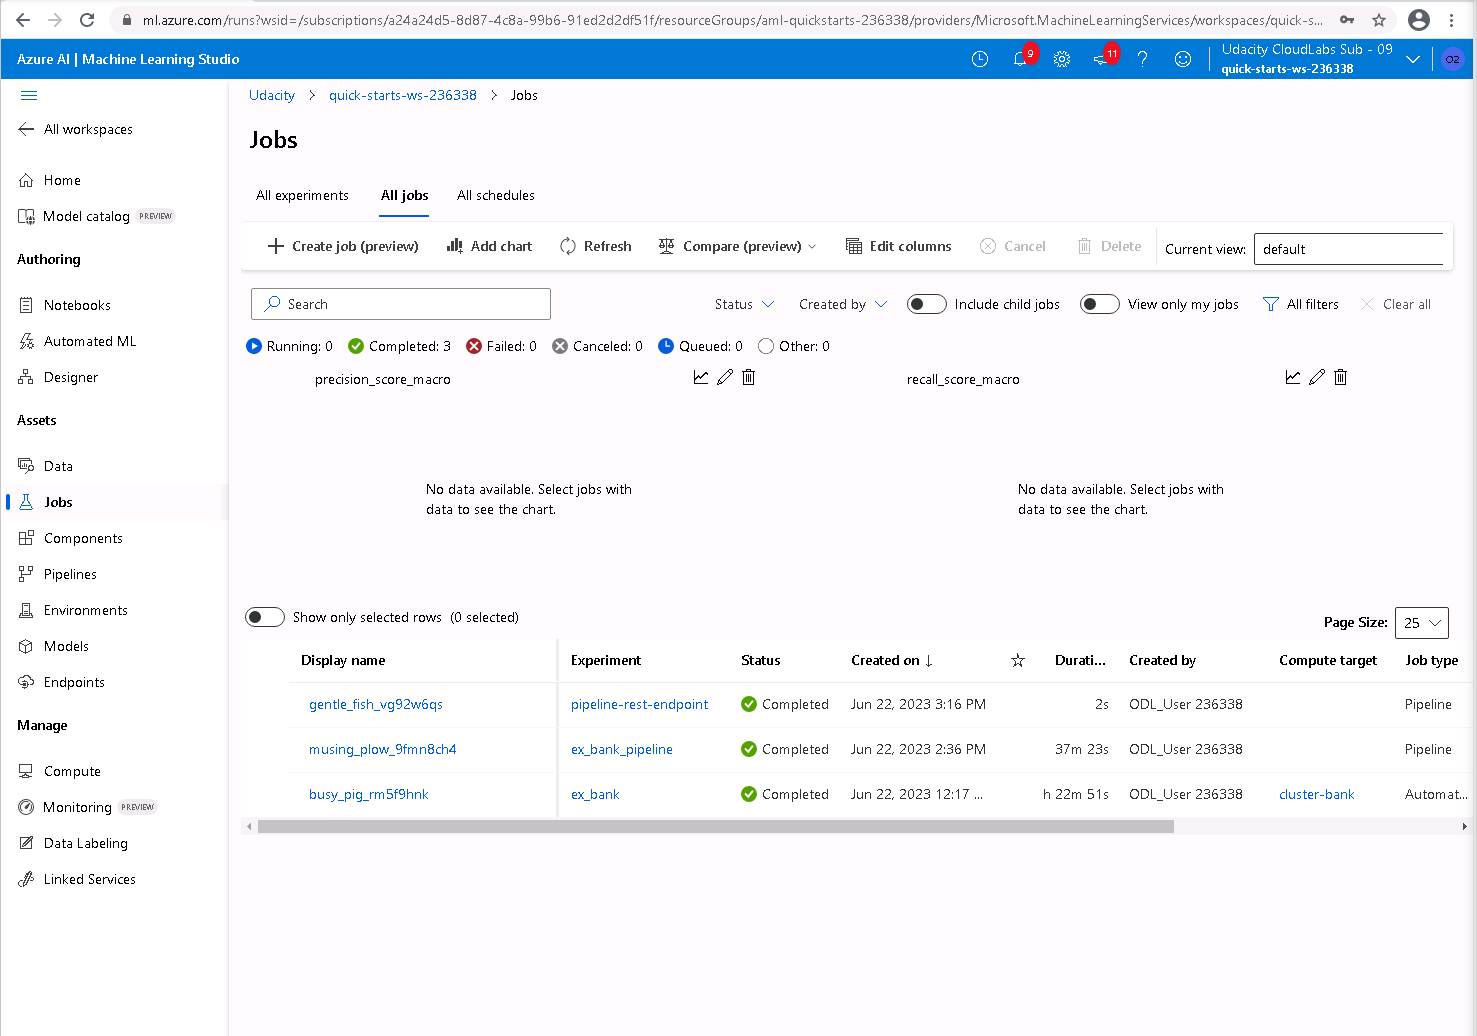 ml.azure.com/runs?wsid=/subscriptions/a24a24d5-8d87-4c8a-99b6-91ed2d2df51f/resourceGroups/aml-quickstarts-236338/providers/Microsoft.MachineLearningServices/workspaces/quick-s...
Azure AI | Machine Learning Studio
9
11
?
Udacity CloudLabs Sub - 09
quick-starts-ws-236338
O2
All workspaces
Home
Model catalog PREVIEW
Authoring
Notebooks
Automated ML
Designer
Assets
Data
Jobs
Components
Pipelines
Environments
Models
Endpoints
Manage
Compute
Monitoring PREVIEW
Data Labeling
Linked Services
Udacity > quick-starts-ws-236338 > Jobs
Jobs
All experiments All jobs All schedules
Create job (preview) Add chart Refresh Compare (preview) Edit columns Cancel Delete Current view: default
Search Status Created by Include child jobs View only my jobs All filters Clear all
Running: 0 Completed: 3 Failed: 0 Canceled: 0 Queued: 0 Other: 0
precision_score_macro
No data available. Select jobs with
data to see the chart.
recall_score_macro
No data available. Select jobs with
data to see the chart.
Show only selected rows (0 selected)
Page Size: 25
Display name Experiment Status Created on ↓ Durati... Created by Compute target Job type
gentle_fish_vg92w6qs pipeline-rest-endpoint Completed Jun 22, 2023 3:16 PM 2s ODL_User 236338 Pipeline
musing_plow_9fmn8ch4 ex_bank_pipeline Completed Jun 22, 2023 2:36 PM 37m 23s ODL_User 236338 Pipeline
busy_pig_rm5f9hnk ex_bank Completed Jun 22, 2023 12:17 ... h 22m 51s ODL_User 236338 cluster-bank Automat...